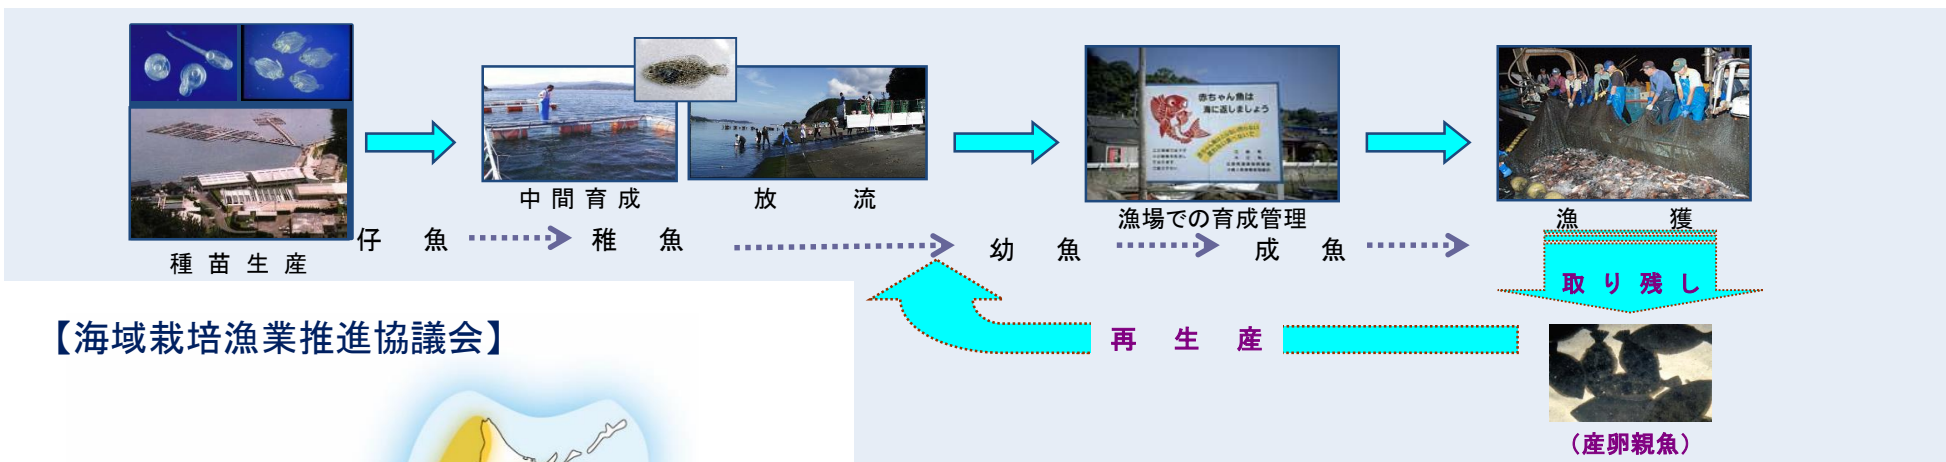 赤ちゃん魚は
海に返しましょう
中間育成
放流
漁場での育成管理
漁獲
種苗生産
仔魚
稚魚
幼魚
成魚
取り残し
再生産
(産卵親魚)
【海域栽培漁業推進協議会】